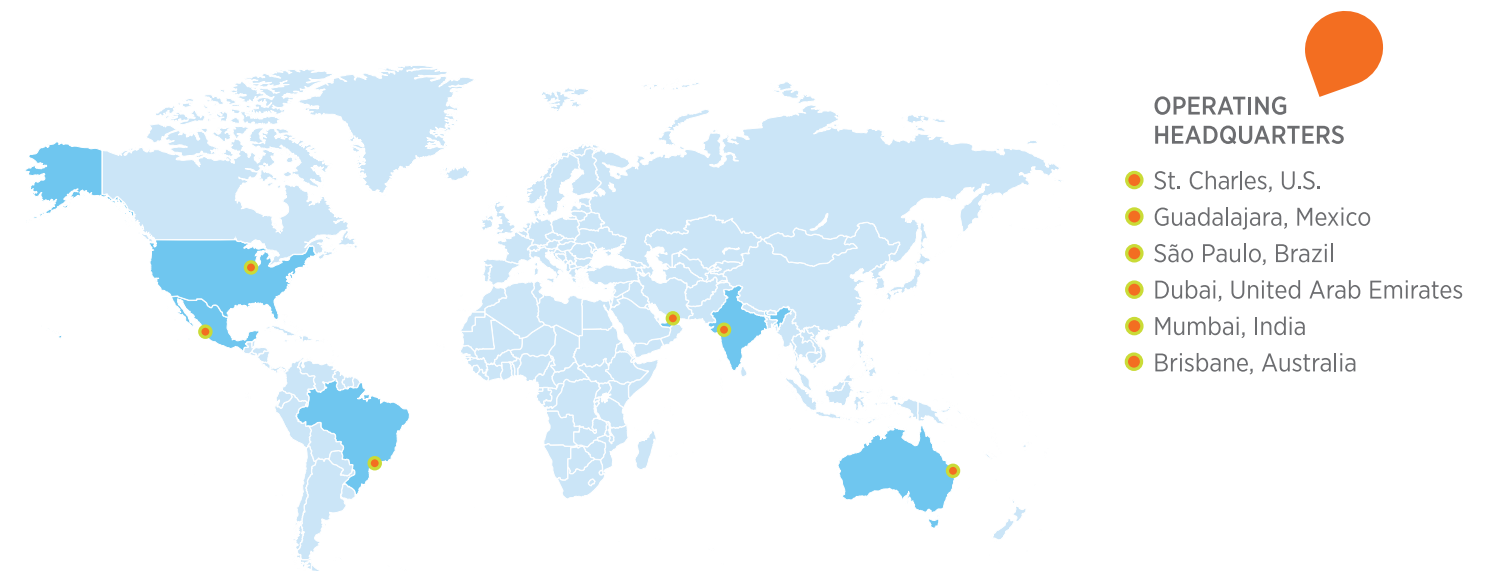 OPERATING
HEADQUARTERS
St. Charles, U.S.
Guadalajara, Mexico
São Paulo, Brazil
Dubai, United Arab Emirates
Mumbai, India
Brisbane, Australia